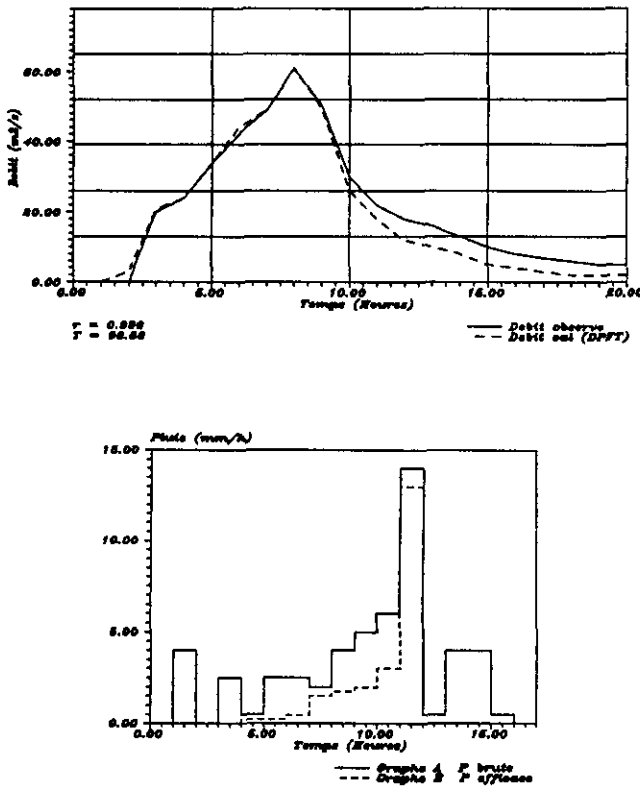 60.00
Debit (m3/s)
40.00
20.00
0.00
0.00 5.00 10.00 15.00 20.00
Temps (Heures)
Debit observe
Debit cal (DPFT)
Pluie (mm/h)
15.00
10.00
5.00
0.00
0.00 5.00 10.00 15.00
Temps (Heures)
Graphe A P brute
Graphe B P efficace